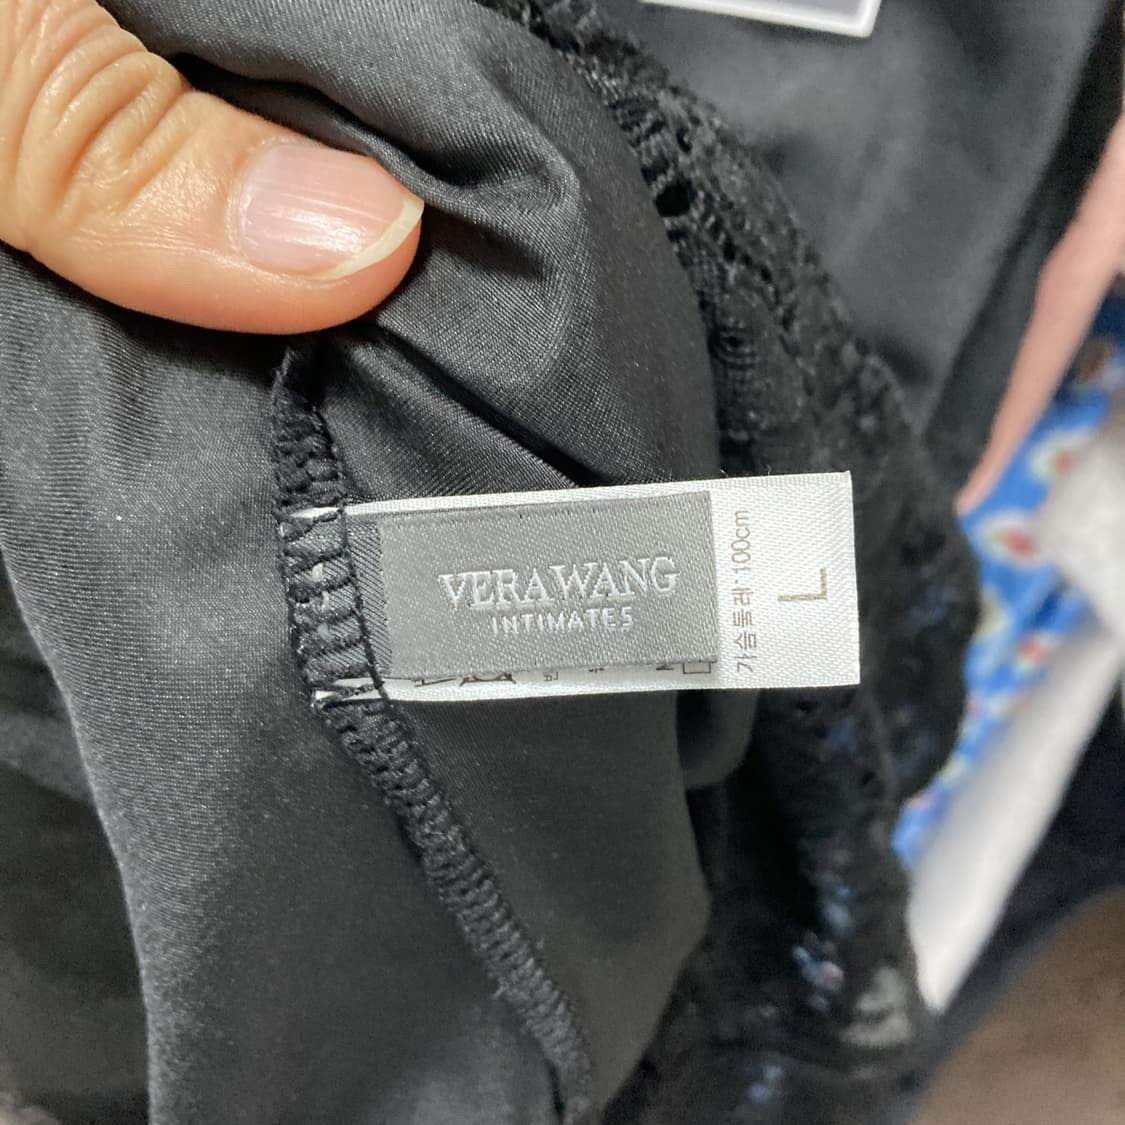 VERA WANG
INTIMATES
가슴둘레:100cm
L